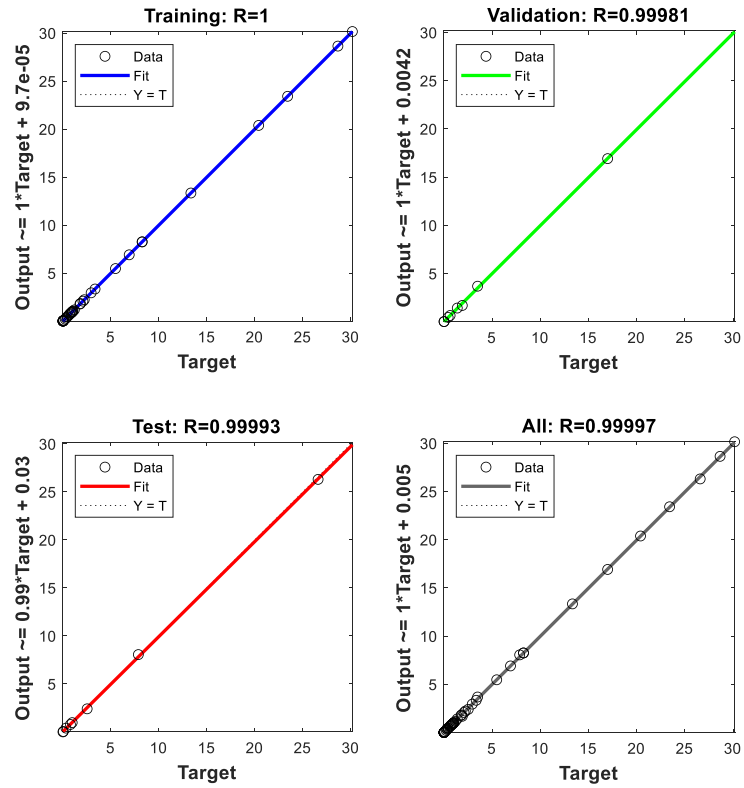 Training: R=1
Output ~= 1*Target + 9.7e-05
Data
Fit
Y = T
30
25
20
15
10
5
5 10 15 20 25 30
Target
Validation: R=0.99981
Output ~= 1*Target + 0.0042
Data
Fit
Y = T
30
25
20
15
10
5
5 10 15 20 25 30
Target
Test: R=0.99993
Output ~= 0.99*Target + 0.03
Data
Fit
Y = T
30
25
20
15
10
5
5 10 15 20 25 30
Target
All: R=0.99997
Output ~= 1*Target + 0.005
Data
Fit
Y = T
30
25
20
15
10
5
5 10 15 20 25 30
Target